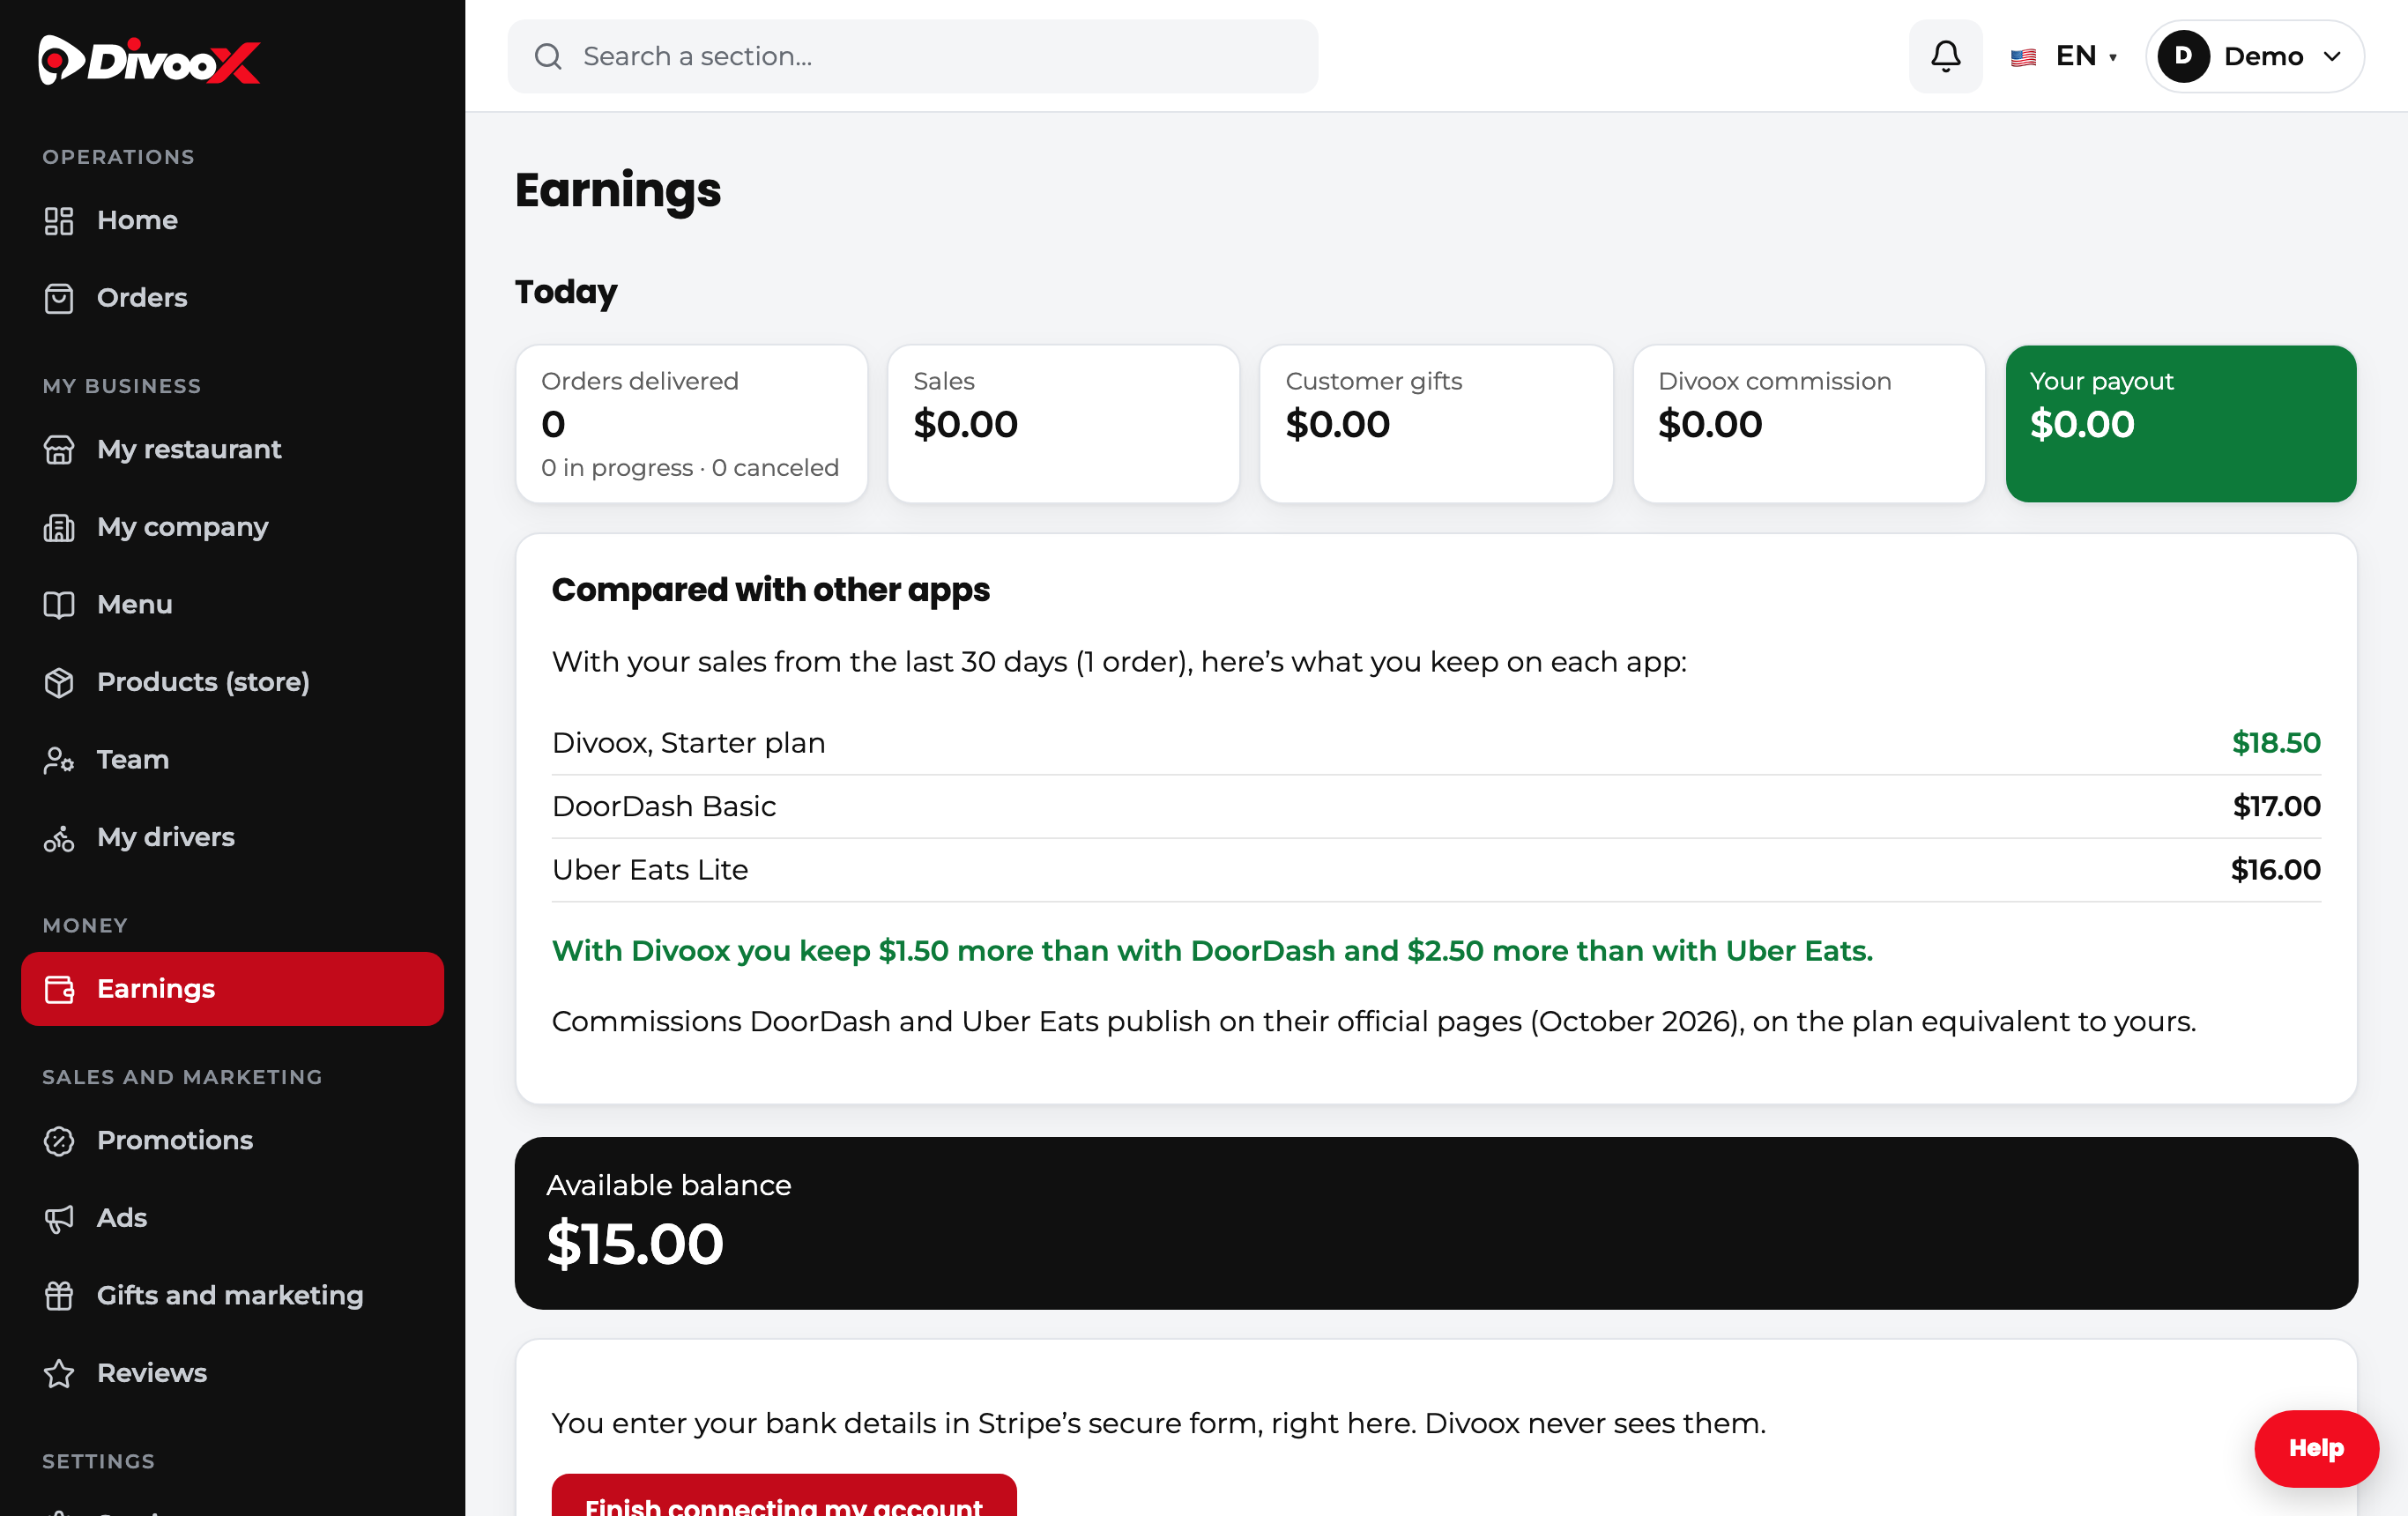 DivooX
Search a section...
EN
D
Demo
OPERATIONS
Home
Orders
MY BUSINESS
My restaurant
My company
Menu
Products (store)
Team
My drivers
MONEY
Earnings
SALES AND MARKETING
Promotions
Ads
Gifts and marketing
Reviews
SETTINGS
Earnings
Today
Orders delivered
0
0 in progress · 0 canceled
Sales
$0.00
Customer gifts
$0.00
Divoox commission
$0.00
Your payout
$0.00
Compared with other apps
With your sales from the last 30 days (1 order), here’s what you keep on each app:
Divoox, Starter plan $18.50
DoorDash Basic $17.00
Uber Eats Lite $16.00
With Divoox you keep $1.50 more than with DoorDash and $2.50 more than with Uber Eats.
Commissions DoorDash and Uber Eats publish on their official pages (October 2026), on the plan equivalent to yours.
Available balance
$15.00
You enter your bank details in Stripe’s secure form, right here. Divoox never sees them.
Finish connecting my account
Help